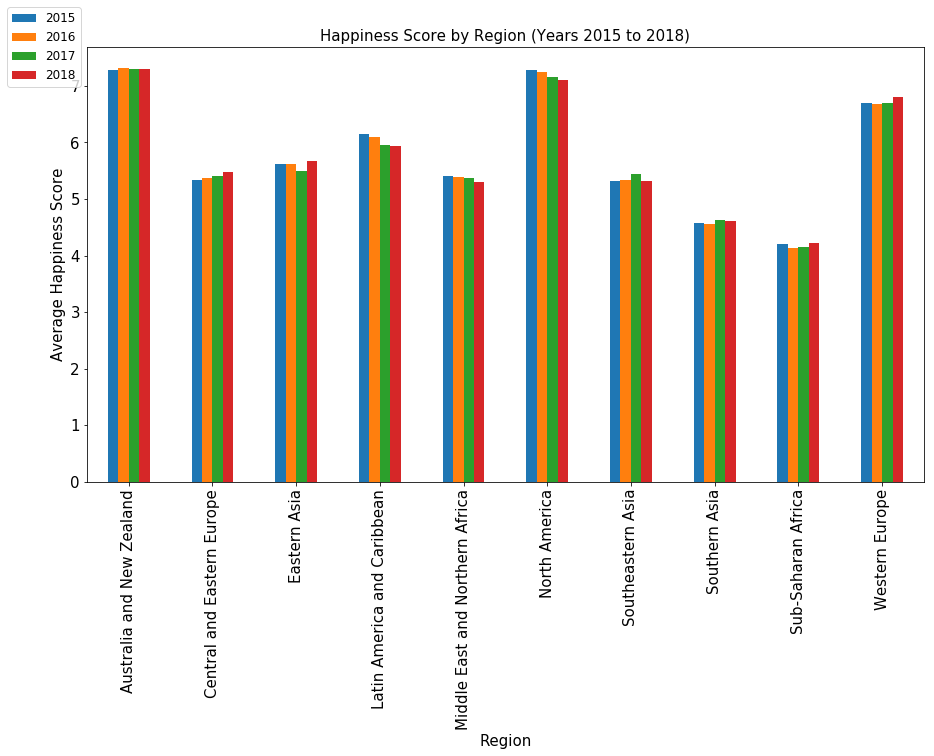 2015
2016
2017
2018
Happiness Score by Region (Years 2015 to 2018)
Average Happiness Score
7
6
5
4
3
2
1
0
Australia and New Zealand
Central and Eastern Europe
Eastern Asia
Latin America and Caribbean
Middle East and Northern Africa
North America
Southeastern Asia
Southern Asia
Sub-Saharan Africa
Western Europe
Region